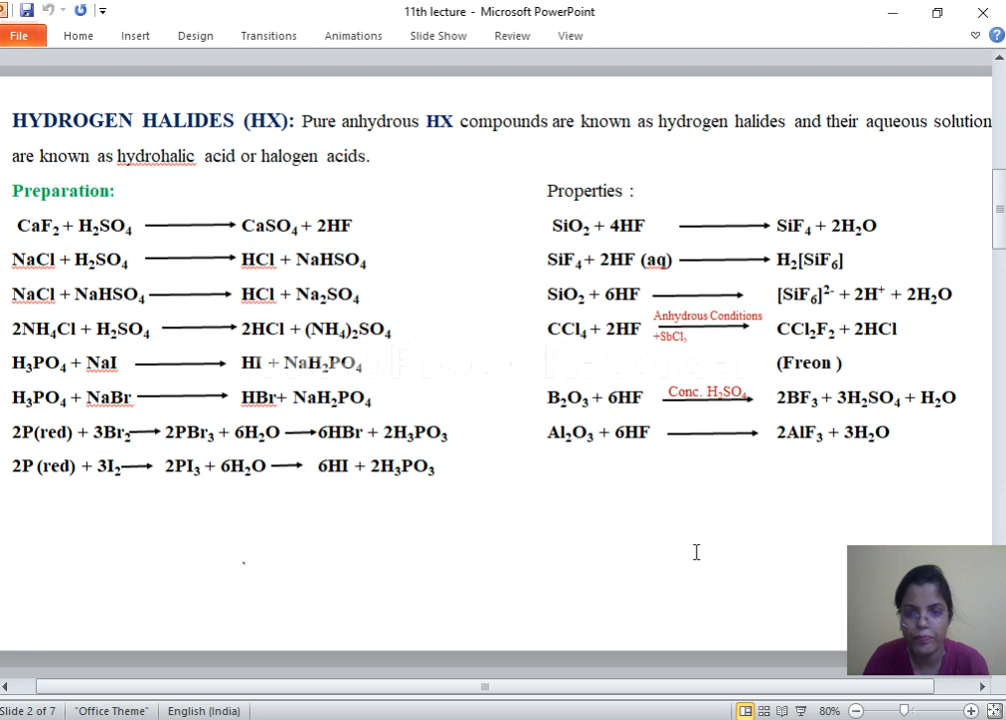 11th lecture - Microsoft PowerPoint
File Home Insert Design Transitions Animations Slide Show Review View
HYDROGEN HALIDES (HX): Pure anhydrous HX compounds are known as hydrogen halides and their aqueous solution
are known as hydrohalic acid or halogen acids.
Preparation:
CaF₂ + H₂SO₄ ⟶ CaSO₄ + 2HF
NaCl + H₂SO₄ ⟶ HCl + NaHSO₄
NaCl + NaHSO₄ ⟶ HCl + Na₂SO₄
2NH₄Cl + H₂SO₄ ⟶ 2HCl + (NH₄)₂SO₄
H₃PO₄ + NaI ⟶ HI + NaH₂PO₄
H₃PO₄ + NaBr ⟶ HBr+ NaH₂PO₄
2P(red) + 3Br₂ ⟶ 2PBr₃ + 6H₂O ⟶ 6HBr + 2H₃PO₃
2P (red) + 3I₂ ⟶ 2PI₃ + 6H₂O ⟶ 6HI + 2H₃PO₃
Properties :
SiO₂ + 4HF ⟶ SiF₄ + 2H₂O
SiF₄ + 2HF (aq) ⟶ H₂[SiF₆]
SiO₂ + 6HF ⟶ [SiF₆]²⁻ + 2H⁺ + 2H₂O
Anhydrous Conditions
CCl₄ + 2HF ⟶ CCl₂F₂ + 2HCl
+SbCl₅
(Freon )
Conc. H₂SO₄
B₂O₃ + 6HF ⟶ 2BF₃ + 3H₂SO₄ + H₂O
Al₂O₃ + 6HF ⟶ 2AlF₃ + 3H₂O
Slide 2 of 7 "Office Theme" English (India) 80%